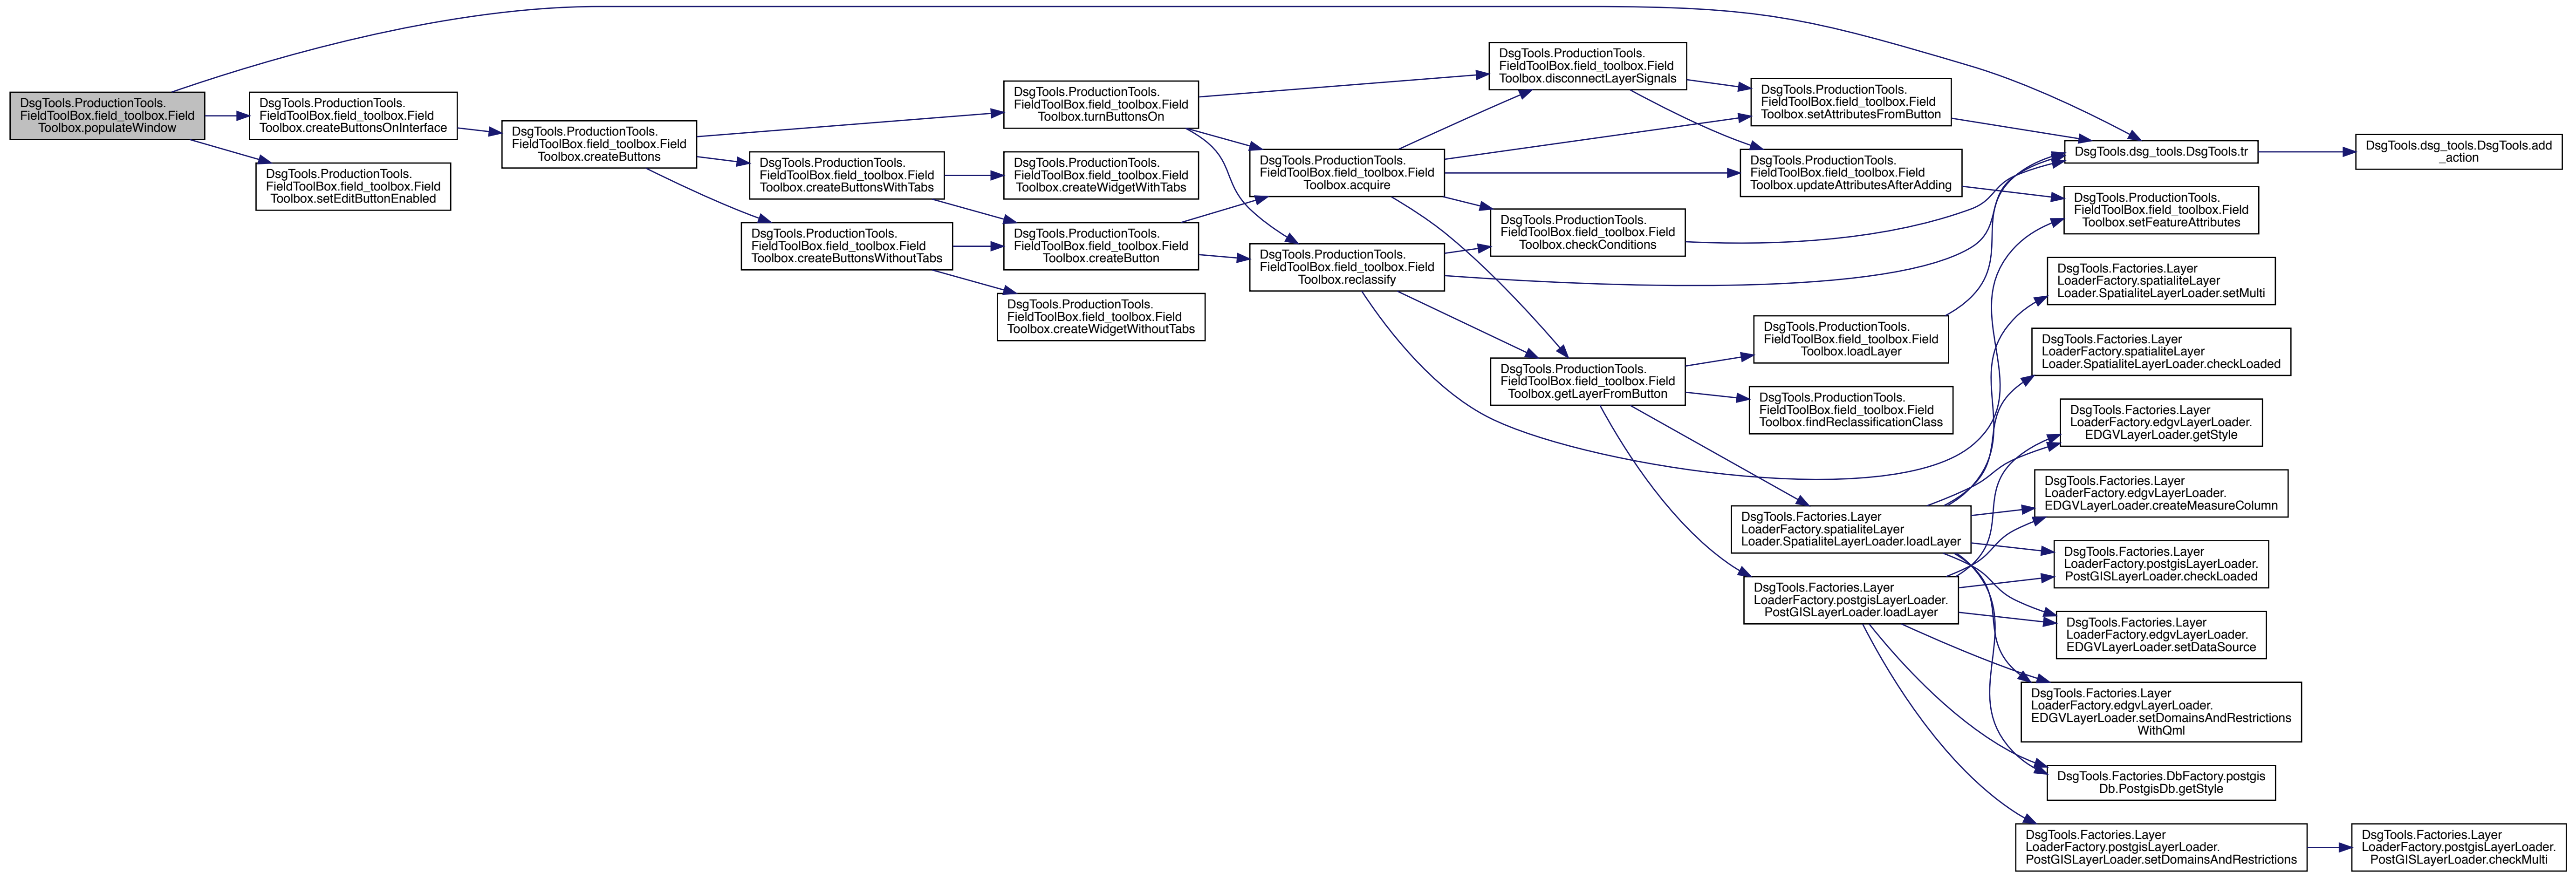 DsgTools.ProductionTools.
FieldToolBox.field_toolbox.Field
Toolbox.populateWindow
DsgTools.ProductionTools.
FieldToolBox.field_toolbox.Field
Toolbox.createButtonsOnInterface
DsgTools.ProductionTools.
FieldToolBox.field_toolbox.Field
Toolbox.setEditButtonEnabled
DsgTools.ProductionTools.
FieldToolBox.field_toolbox.Field
Toolbox.createButtons
DsgTools.ProductionTools.
FieldToolBox.field_toolbox.Field
Toolbox.createButtonsWithTabs
DsgTools.ProductionTools.
FieldToolBox.field_toolbox.Field
Toolbox.createButtonsWithoutTabs
DsgTools.ProductionTools.
FieldToolBox.field_toolbox.Field
Toolbox.turnButtonsOn
DsgTools.ProductionTools.
FieldToolBox.field_toolbox.Field
Toolbox.createWidgetWithTabs
DsgTools.ProductionTools.
FieldToolBox.field_toolbox.Field
Toolbox.createButton
DsgTools.ProductionTools.
FieldToolBox.field_toolbox.Field
Toolbox.createWidgetWithoutTabs
DsgTools.ProductionTools.
FieldToolBox.field_toolbox.Field
Toolbox.acquire
DsgTools.ProductionTools.
FieldToolBox.field_toolbox.Field
Toolbox.reclassify
DsgTools.ProductionTools.
FieldToolBox.field_toolbox.Field
Toolbox.disconnectLayerSignals
DsgTools.ProductionTools.
FieldToolBox.field_toolbox.Field
Toolbox.checkConditions
DsgTools.ProductionTools.
FieldToolBox.field_toolbox.Field
Toolbox.getLayerFromButton
DsgTools.ProductionTools.
FieldToolBox.field_toolbox.Field
Toolbox.setAttributesFromButton
DsgTools.ProductionTools.
FieldToolBox.field_toolbox.Field
Toolbox.updateAttributesAfterAdding
DsgTools.ProductionTools.
FieldToolBox.field_toolbox.Field
Toolbox.loadLayer
DsgTools.ProductionTools.
FieldToolBox.field_toolbox.Field
Toolbox.findReclassificationClass
DsgTools.Factories.Layer
LoaderFactory.spatialiteLayer
Loader.SpatialiteLayerLoader.loadLayer
DsgTools.Factories.Layer
LoaderFactory.postgisLayerLoader.
PostGISLayerLoader.loadLayer
DsgTools.dsg_tools.DsgTools.tr
DsgTools.ProductionTools.
FieldToolBox.field_toolbox.Field
Toolbox.setFeatureAttributes
DsgTools.Factories.Layer
LoaderFactory.spatialiteLayer
Loader.SpatialiteLayerLoader.setMulti
DsgTools.Factories.Layer
LoaderFactory.spatialiteLayer
Loader.SpatialiteLayerLoader.checkLoaded
DsgTools.Factories.Layer
LoaderFactory.edgvLayerLoader.
EDGVLayerLoader.getStyle
DsgTools.Factories.Layer
LoaderFactory.edgvLayerLoader.
EDGVLayerLoader.createMeasureColumn
DsgTools.Factories.Layer
LoaderFactory.postgisLayerLoader.
PostGISLayerLoader.checkLoaded
DsgTools.Factories.Layer
LoaderFactory.edgvLayerLoader.
EDGVLayerLoader.setDataSource
DsgTools.Factories.Layer
LoaderFactory.edgvLayerLoader.
EDGVLayerLoader.setDomainsAndRestrictions
WithQml
DsgTools.Factories.DbFactory.postgis
Db.PostgisDb.getStyle
DsgTools.Factories.Layer
LoaderFactory.postgisLayerLoader.
PostGISLayerLoader.setDomainsAndRestrictions
DsgTools.dsg_tools.DsgTools.add
_action
DsgTools.Factories.Layer
LoaderFactory.postgisLayerLoader.
PostGISLayerLoader.checkMulti